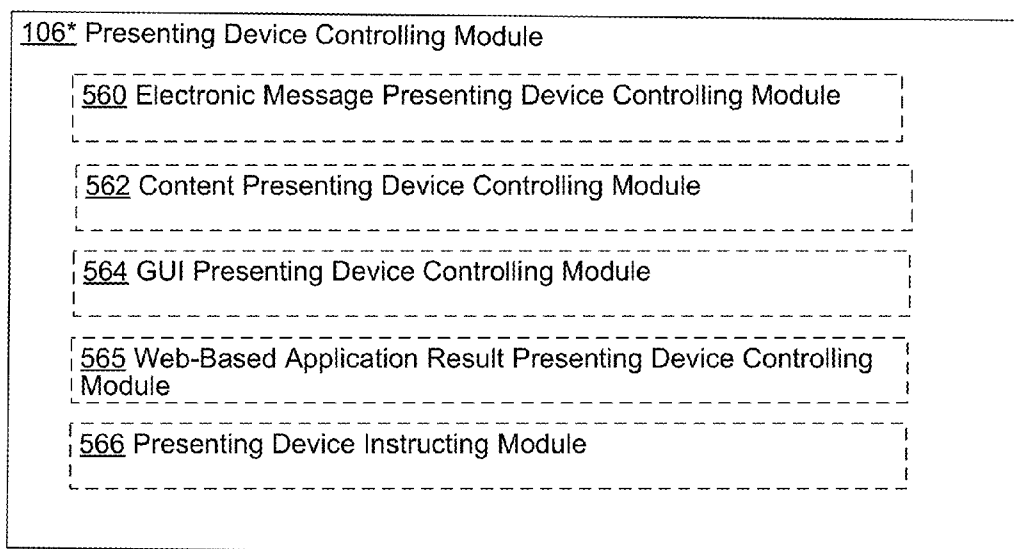 106* Presenting Device Controlling Module
560 Electronic Message Presenting Device Controlling Module
562 Content Presenting Device Controlling Module
564 GUI Presenting Device Controlling Module
565 Web-Based Application Result Presenting Device Controlling
Module
566 Presenting Device Instructing Module